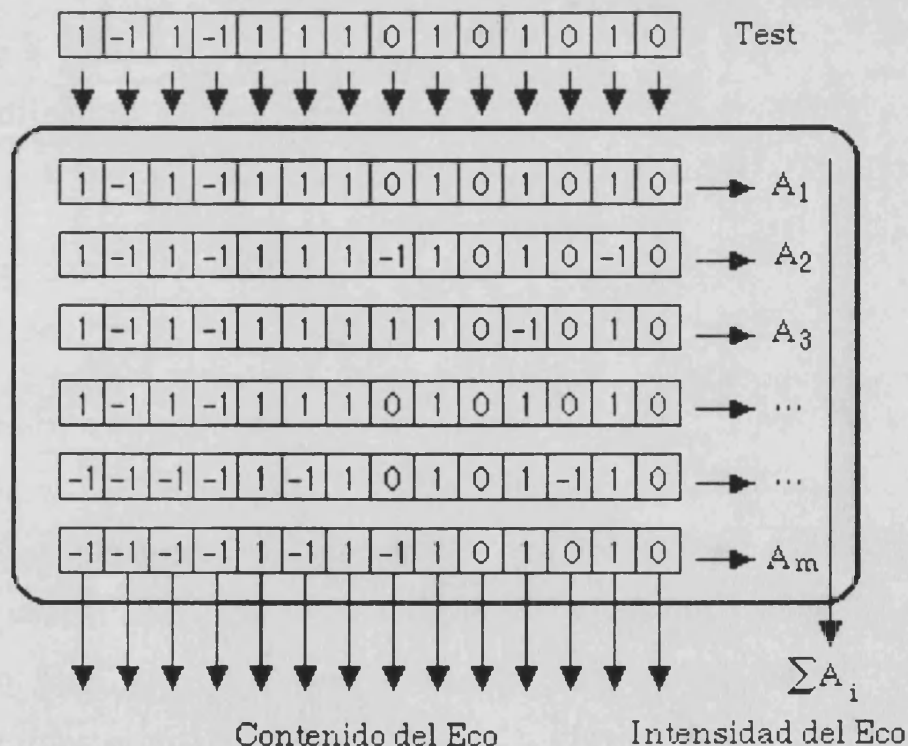 1 -1 1 -1 1 1 1 0 1 0 1 0 1 0 Test
1 -1 1 -1 1 1 1 0 1 0 1 0 1 0 A1
1 -1 1 -1 1 1 1 -1 1 0 1 0 -1 0 A2
1 -1 1 -1 1 1 1 1 1 0 -1 0 1 0 A3
1 -1 1 -1 1 1 1 0 1 0 1 0 1 0 ...
-1 -1 -1 -1 1 -1 1 0 1 0 1 -1 1 0 ...
-1 -1 -1 -1 1 -1 1 -1 1 0 1 0 1 0 Am
∑Ai
Contenido del Eco Intensidad del Eco